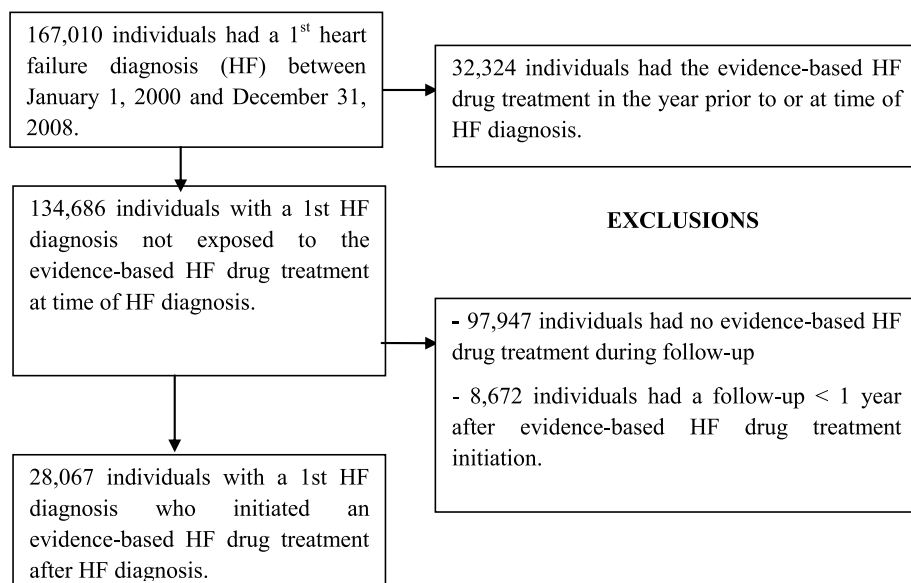 167,010 individuals had a 1st heart
failure diagnosis (HF) between
January 1, 2000 and December 31,
2008.
32,324 individuals had the evidence-based HF
drug treatment in the year prior to or at time of
HF diagnosis.
134,686 individuals with a 1st HF
diagnosis not exposed to the
evidence-based HF drug treatment
at time of HF diagnosis.
EXCLUSIONS
- 97,947 individuals had no evidence-based HF
drug treatment during follow-up
- 8,672 individuals had a follow-up < 1 year
after evidence-based HF drug treatment
initiation.
28,067 individuals with a 1st HF
diagnosis who initiated an
evidence-based HF drug treatment
after HF diagnosis.